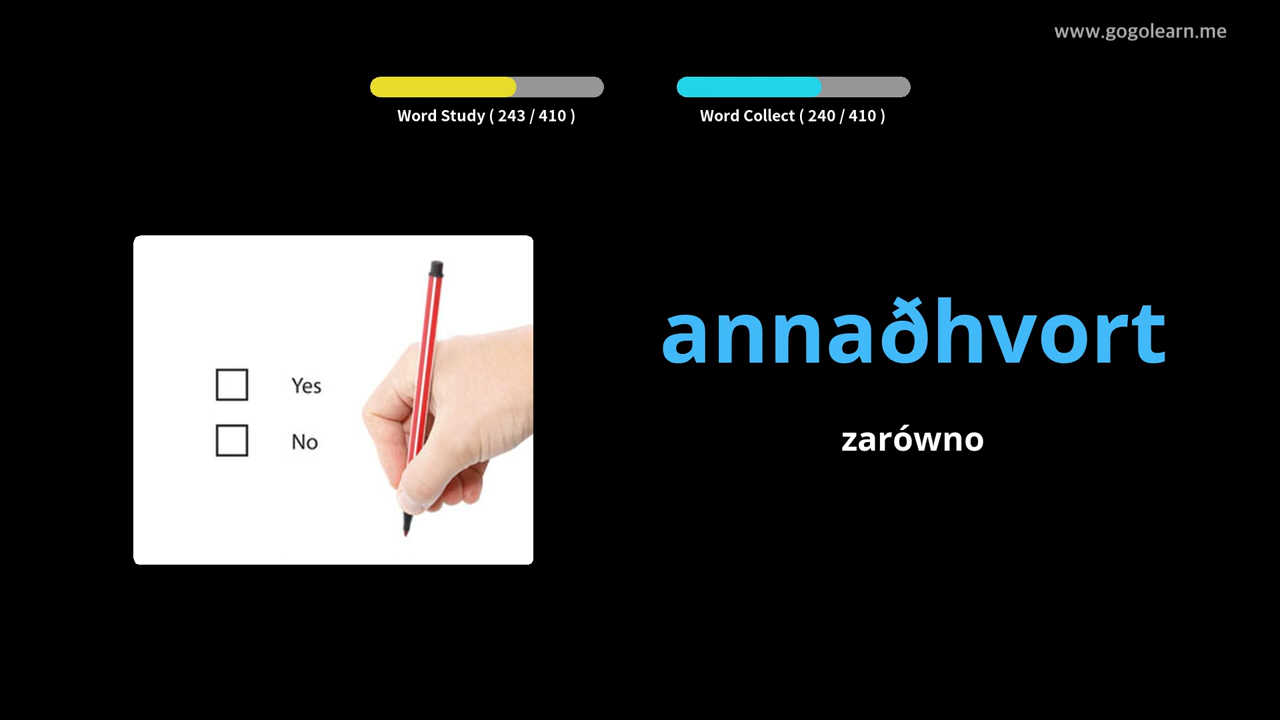 www.gogolearn.me
Word Study ( 243 / 410 )
Word Collect ( 240 / 410 )
Yes
No
annaðhvort
zarówno